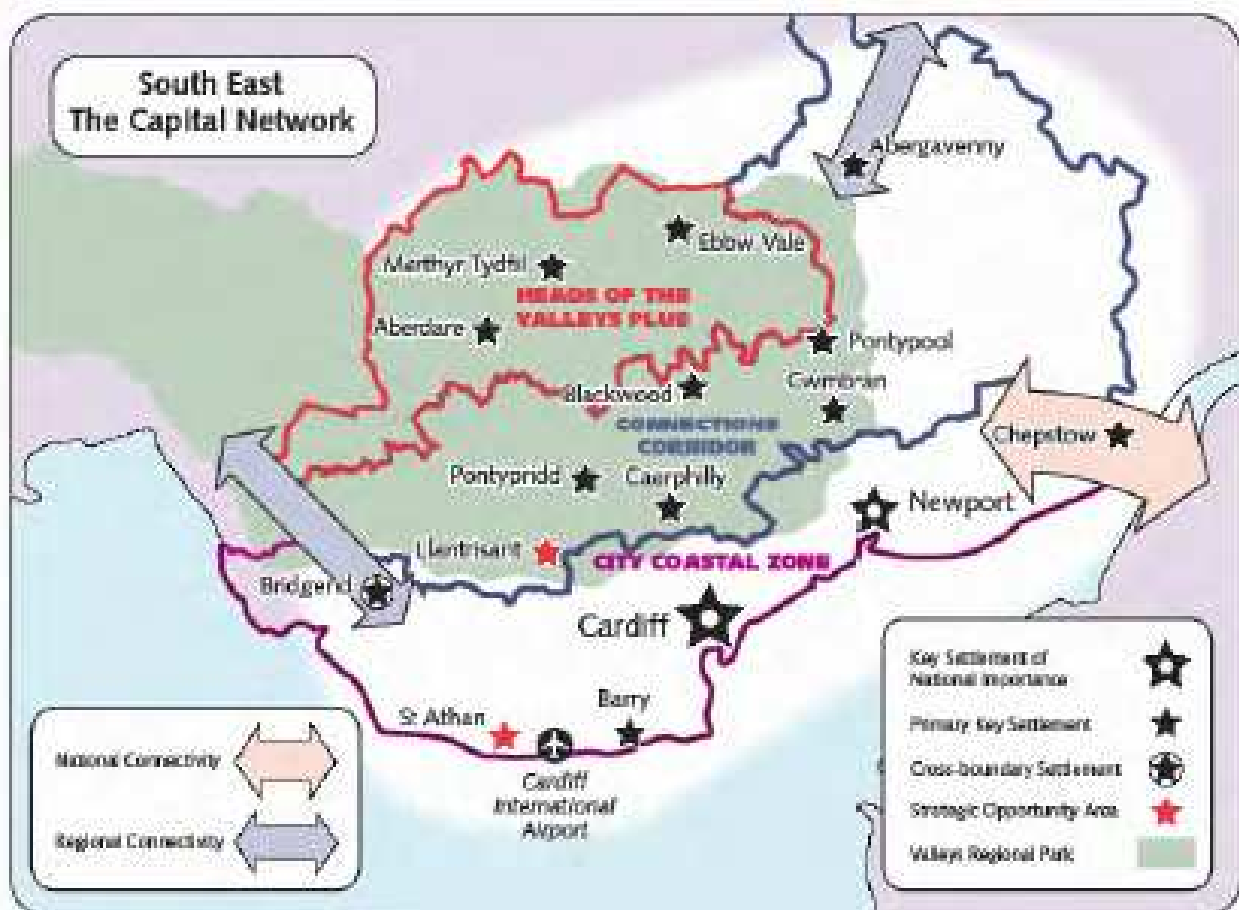 South East
The Capital Network
Abergavenny
Ebbw Vale
Merthyr Tydfil
HEADS OF THE
VALLEYS PLUS
Aberdare
Pontypool
Cwmbran
Blackwood
CONNECTIONS
CORRIDOR
Chepstow
Pontypridd
Caerphilly
Newport
Llantrisant
CITY COASTAL ZONE
Bridgend
Cardiff
Barry
St Athan
Cardiff
International
Airport
National Connectivity
Regional Connectivity
Key Settlement of
National Importance
Primary Key Settlement
Cross-boundary Settlement
Strategic Opportunity Area
Valleys Regional Park